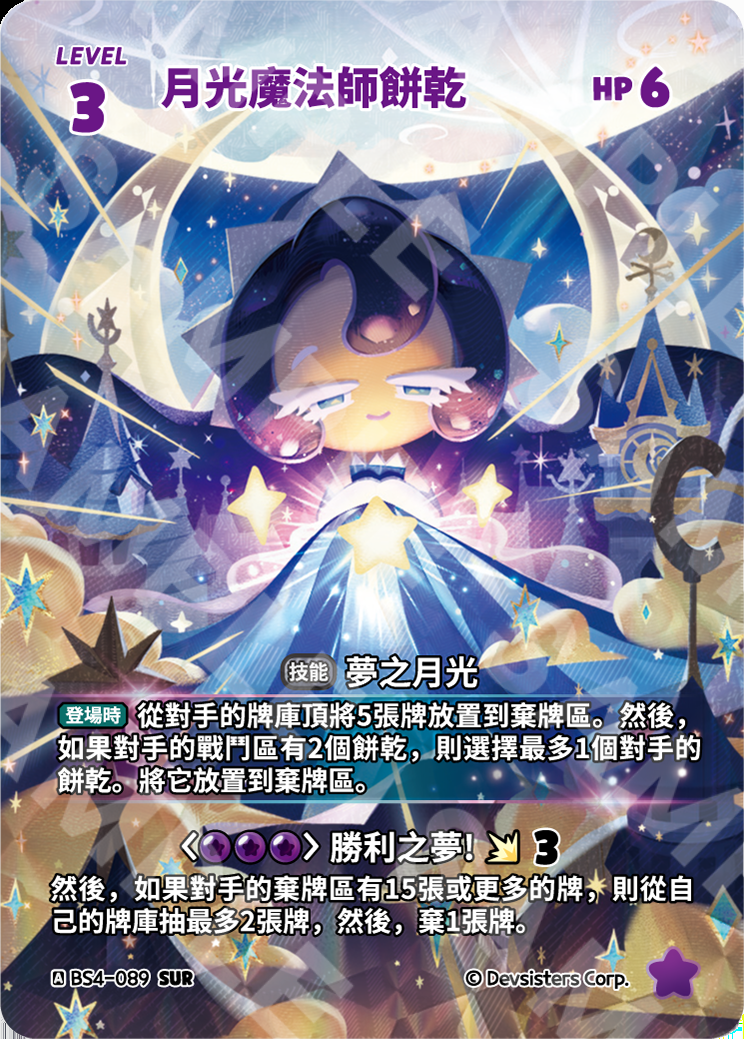 LEVEL
3
月光魔法師餅乾
HP 6
技能 夢之月光
登場時 從對手的牌庫頂將5張牌放置到棄牌區。然後，
如果對手的戰鬥區有2個餅乾，則選擇最多1個對手的
餅乾。將它放置到棄牌區。
勝利之夢! 3
然後，如果對手的棄牌區有15張或更多的牌，則從自
己的牌庫抽最多2張牌，然後，棄1張牌。
A BS4-089 SUR
© Devsisters Corp.